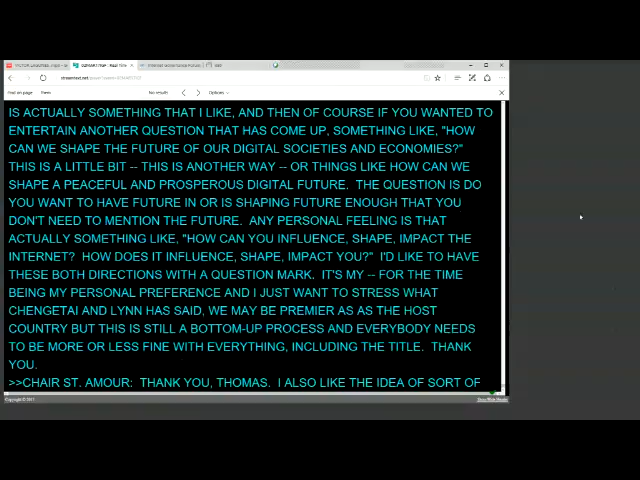 Find on page
No results
Options
IS ACTUALLY SOMETHING THAT I LIKE, AND THEN OF COURSE IF YOU WANTED TO
ENTERTAIN ANOTHER QUESTION THAT HAS COME UP, SOMETHING LIKE, "HOW
CAN WE SHAPE THE FUTURE OF OUR DIGITAL SOCIETIES AND ECONOMIES?"
THIS IS A LITTLE BIT -- THIS IS ANOTHER WAY -- OR THINGS LIKE HOW CAN WE
SHAPE A PEACEFUL AND PROSPEROUS DIGITAL FUTURE. THE QUESTION IS DO
YOU WANT TO HAVE FUTURE IN OR IS SHAPING FUTURE ENOUGH THAT YOU
DON'T NEED TO MENTION THE FUTURE. ANY PERSONAL FEELING IS THAT
ACTUALLY SOMETHING LIKE, "HOW CAN YOU INFLUENCE, SHAPE, IMPACT THE
INTERNET? HOW DOES IT INFLUENCE, SHAPE, IMPACT YOU?" I'D LIKE TO HAVE
THESE BOTH DIRECTIONS WITH A QUESTION MARK. IT'S MY -- FOR THE TIME
BEING MY PERSONAL PREFERENCE AND I JUST WANT TO STRESS WHAT
CHENGETAI AND LYNN HAS SAID, WE MAY BE PREMIER AS AS THE HOST
COUNTRY BUT THIS IS STILL A BOTTOM-UP PROCESS AND EVERYBODY NEEDS
TO BE MORE OR LESS FINE WITH EVERYTHING, INCLUDING THE TITLE. THANK
YOU.
>>CHAIR ST. AMOUR: THANK YOU, THOMAS. I ALSO LIKE THE IDEA OF SORT OF